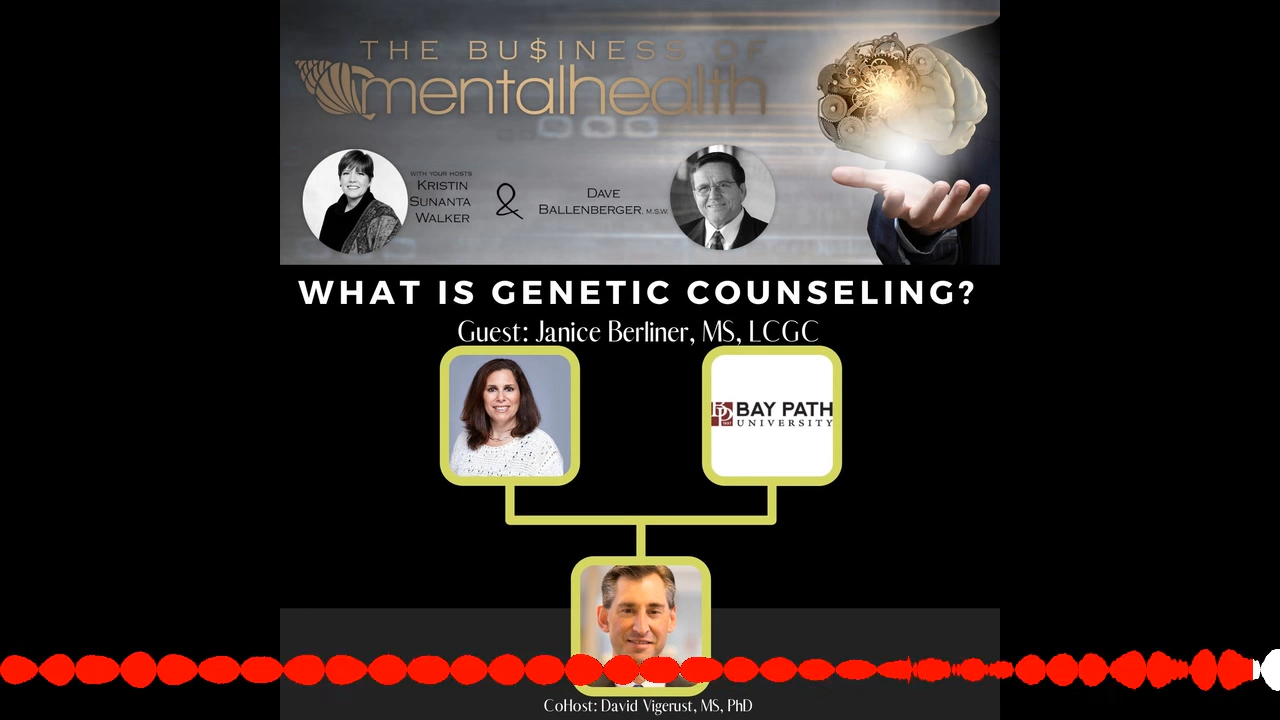 THE BU$INESS OF
mentalhealth
WITH YOUR HOSTS
KRISTIN
SUNANTA
WALKER
&
DAVE
BALLENBERGER, M.S.W.
WHAT IS GENETIC COUNSELING?
Guest: Janice Berliner, MS, LCGC
BAY PATH
UNIVERSITY
CoHost: David Vigerust, MS, PhD